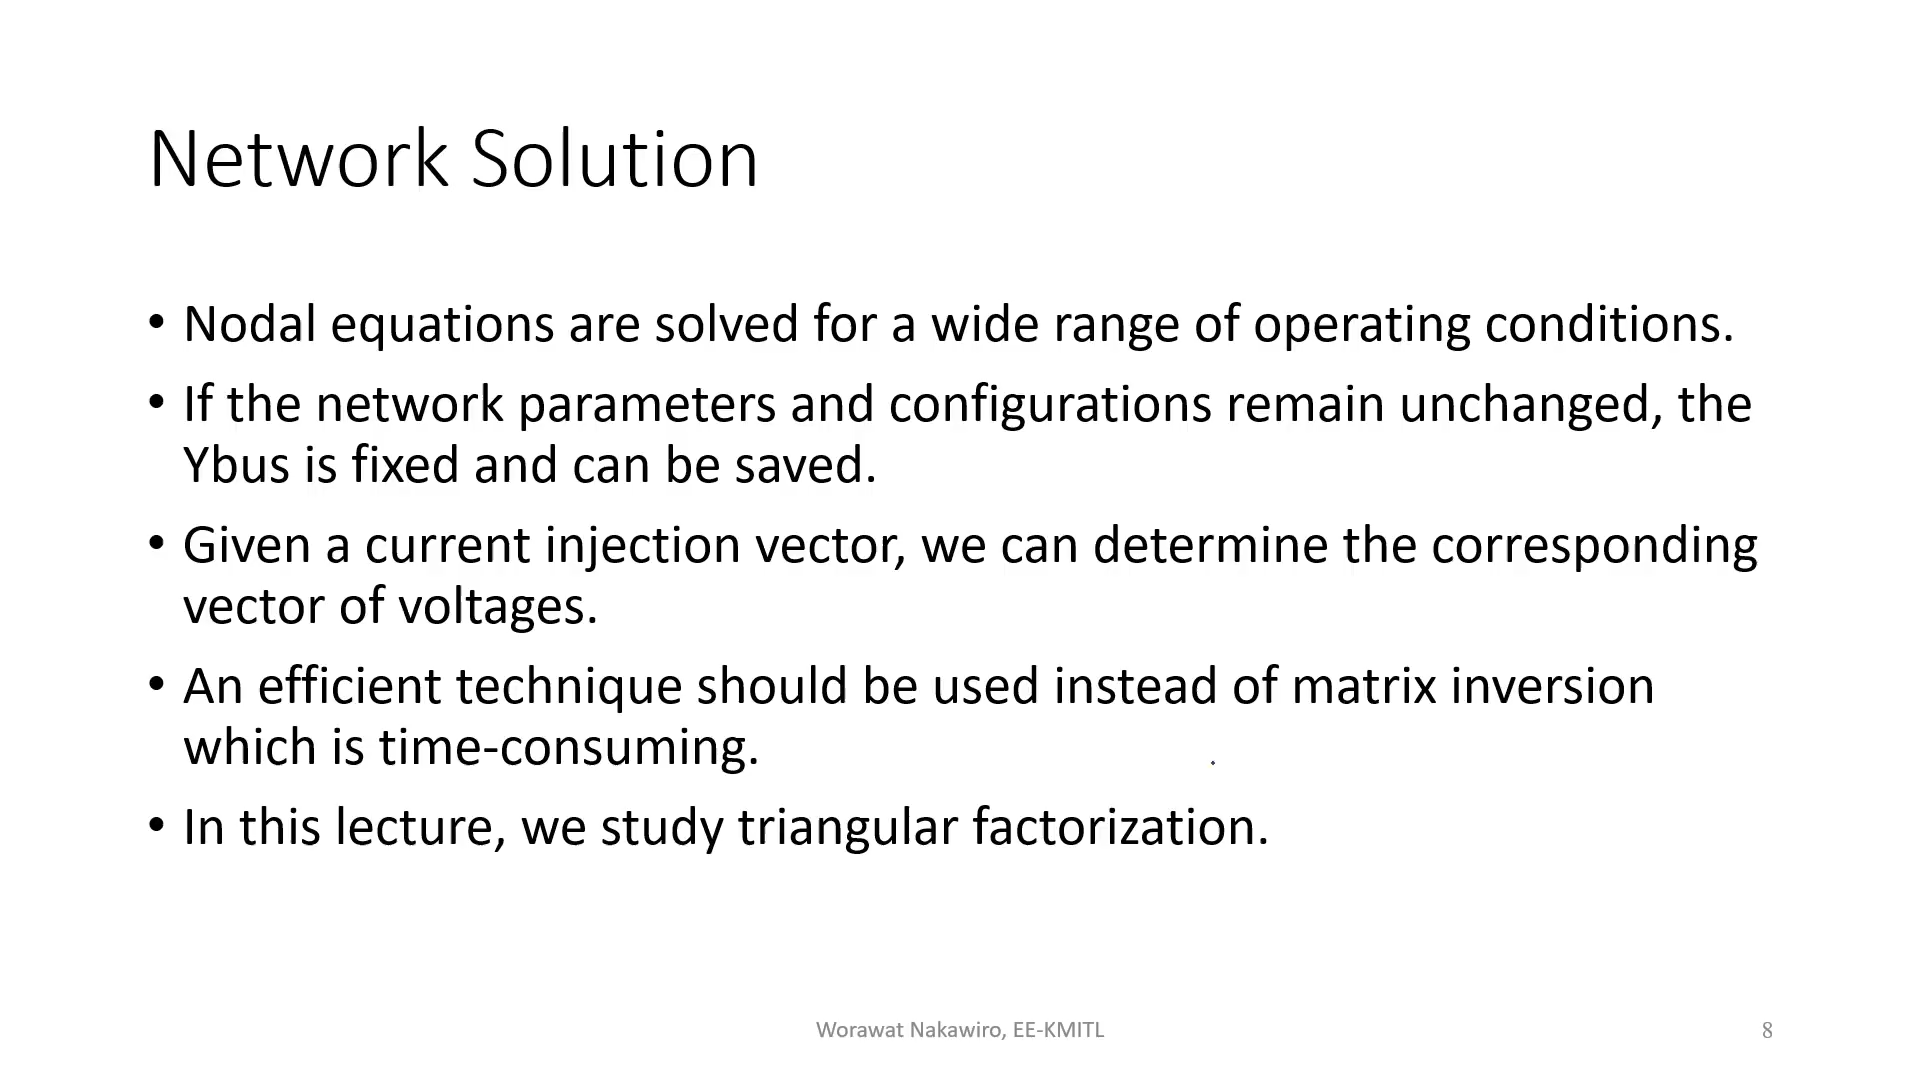 Network Solution
• Nodal equations are solved for a wide range of operating conditions.
• If the network parameters and configurations remain unchanged, the
Ybus is fixed and can be saved.
• Given a current injection vector, we can determine the corresponding
vector of voltages.
• An efficient technique should be used instead of matrix inversion
which is time-consuming.
• In this lecture, we study triangular factorization.
Worawat Nakawiro, EE-KMITL
8